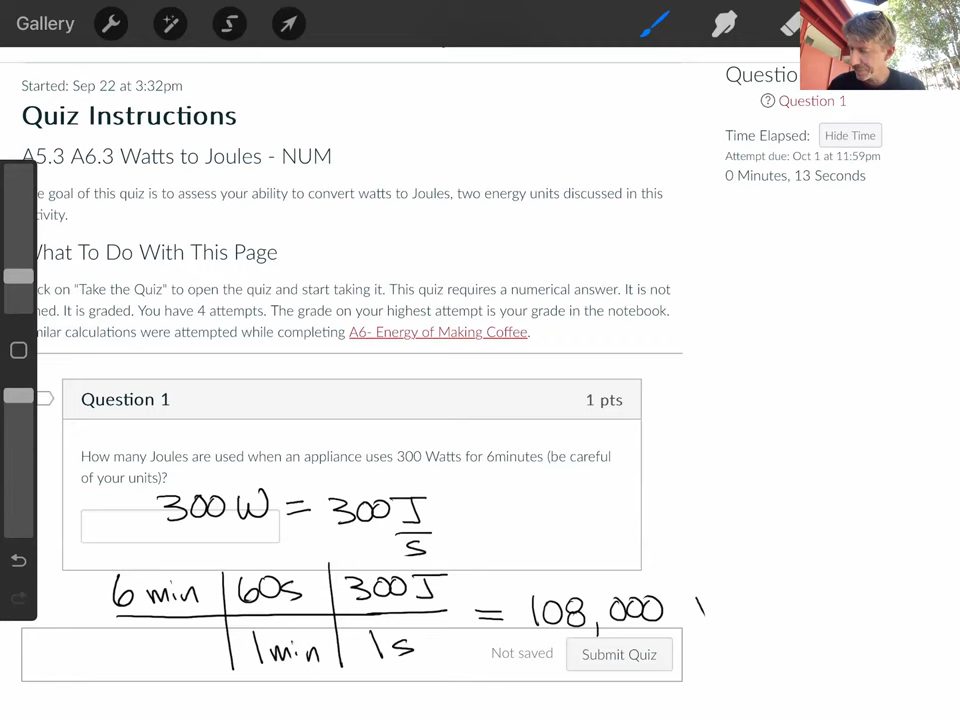 Gallery
Started: Sep 22 at 3:32pm
Quiz Instructions
A5.3 A6.3 Watts to Joules - NUM
e goal of this quiz is to assess your ability to convert watts to Joules, two energy units discussed in this
tivity.
What To Do With This Page
ck on "Take the Quiz" to open the quiz and start taking it. This quiz requires a numerical answer. It is not
ned. It is graded. You have 4 attempts. The grade on your highest attempt is your grade in the notebook.
milar calculations were attempted while completing A6- Energy of Making Coffee.
Question 1 1 pts
How many Joules are used when an appliance uses 300 Watts for 6minutes (be careful
of your units)?
300 W = 300 J
s
6 min | 60s | 300 J
= 108,000
1 min | 1s
Not saved Submit Quiz
Questio
Question 1
Time Elapsed: Hide Time
Attempt due: Oct 1 at 11:59pm
0 Minutes, 13 Seconds